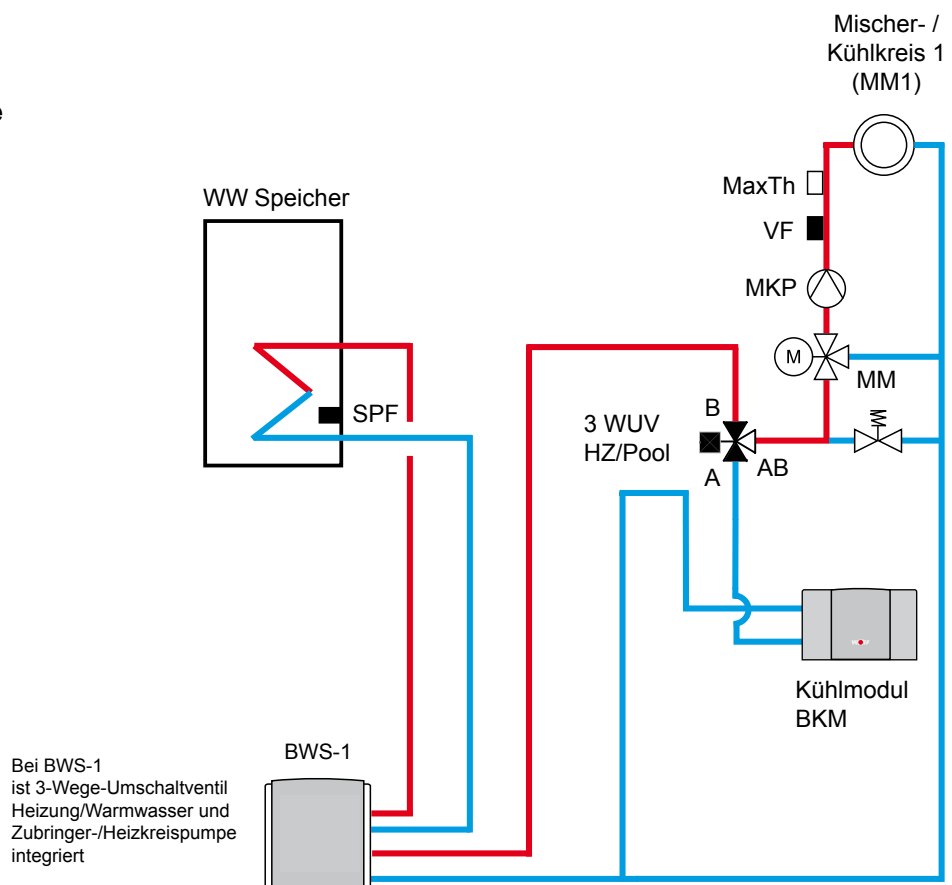 Mischer- /
Kühlkreis 1
(MM1)
e
MaxTh
WW Speicher
VF
MKP
M
MM
B
SPF
3 WUV
HZ/Pool
AB
A
Kühlmodul
BKM
BWS-1
Bei BWS-1
ist 3-Wege-Umschaltventil
Heizung/Warmwasser und
Zubringer-/Heizkreispumpe
integriert